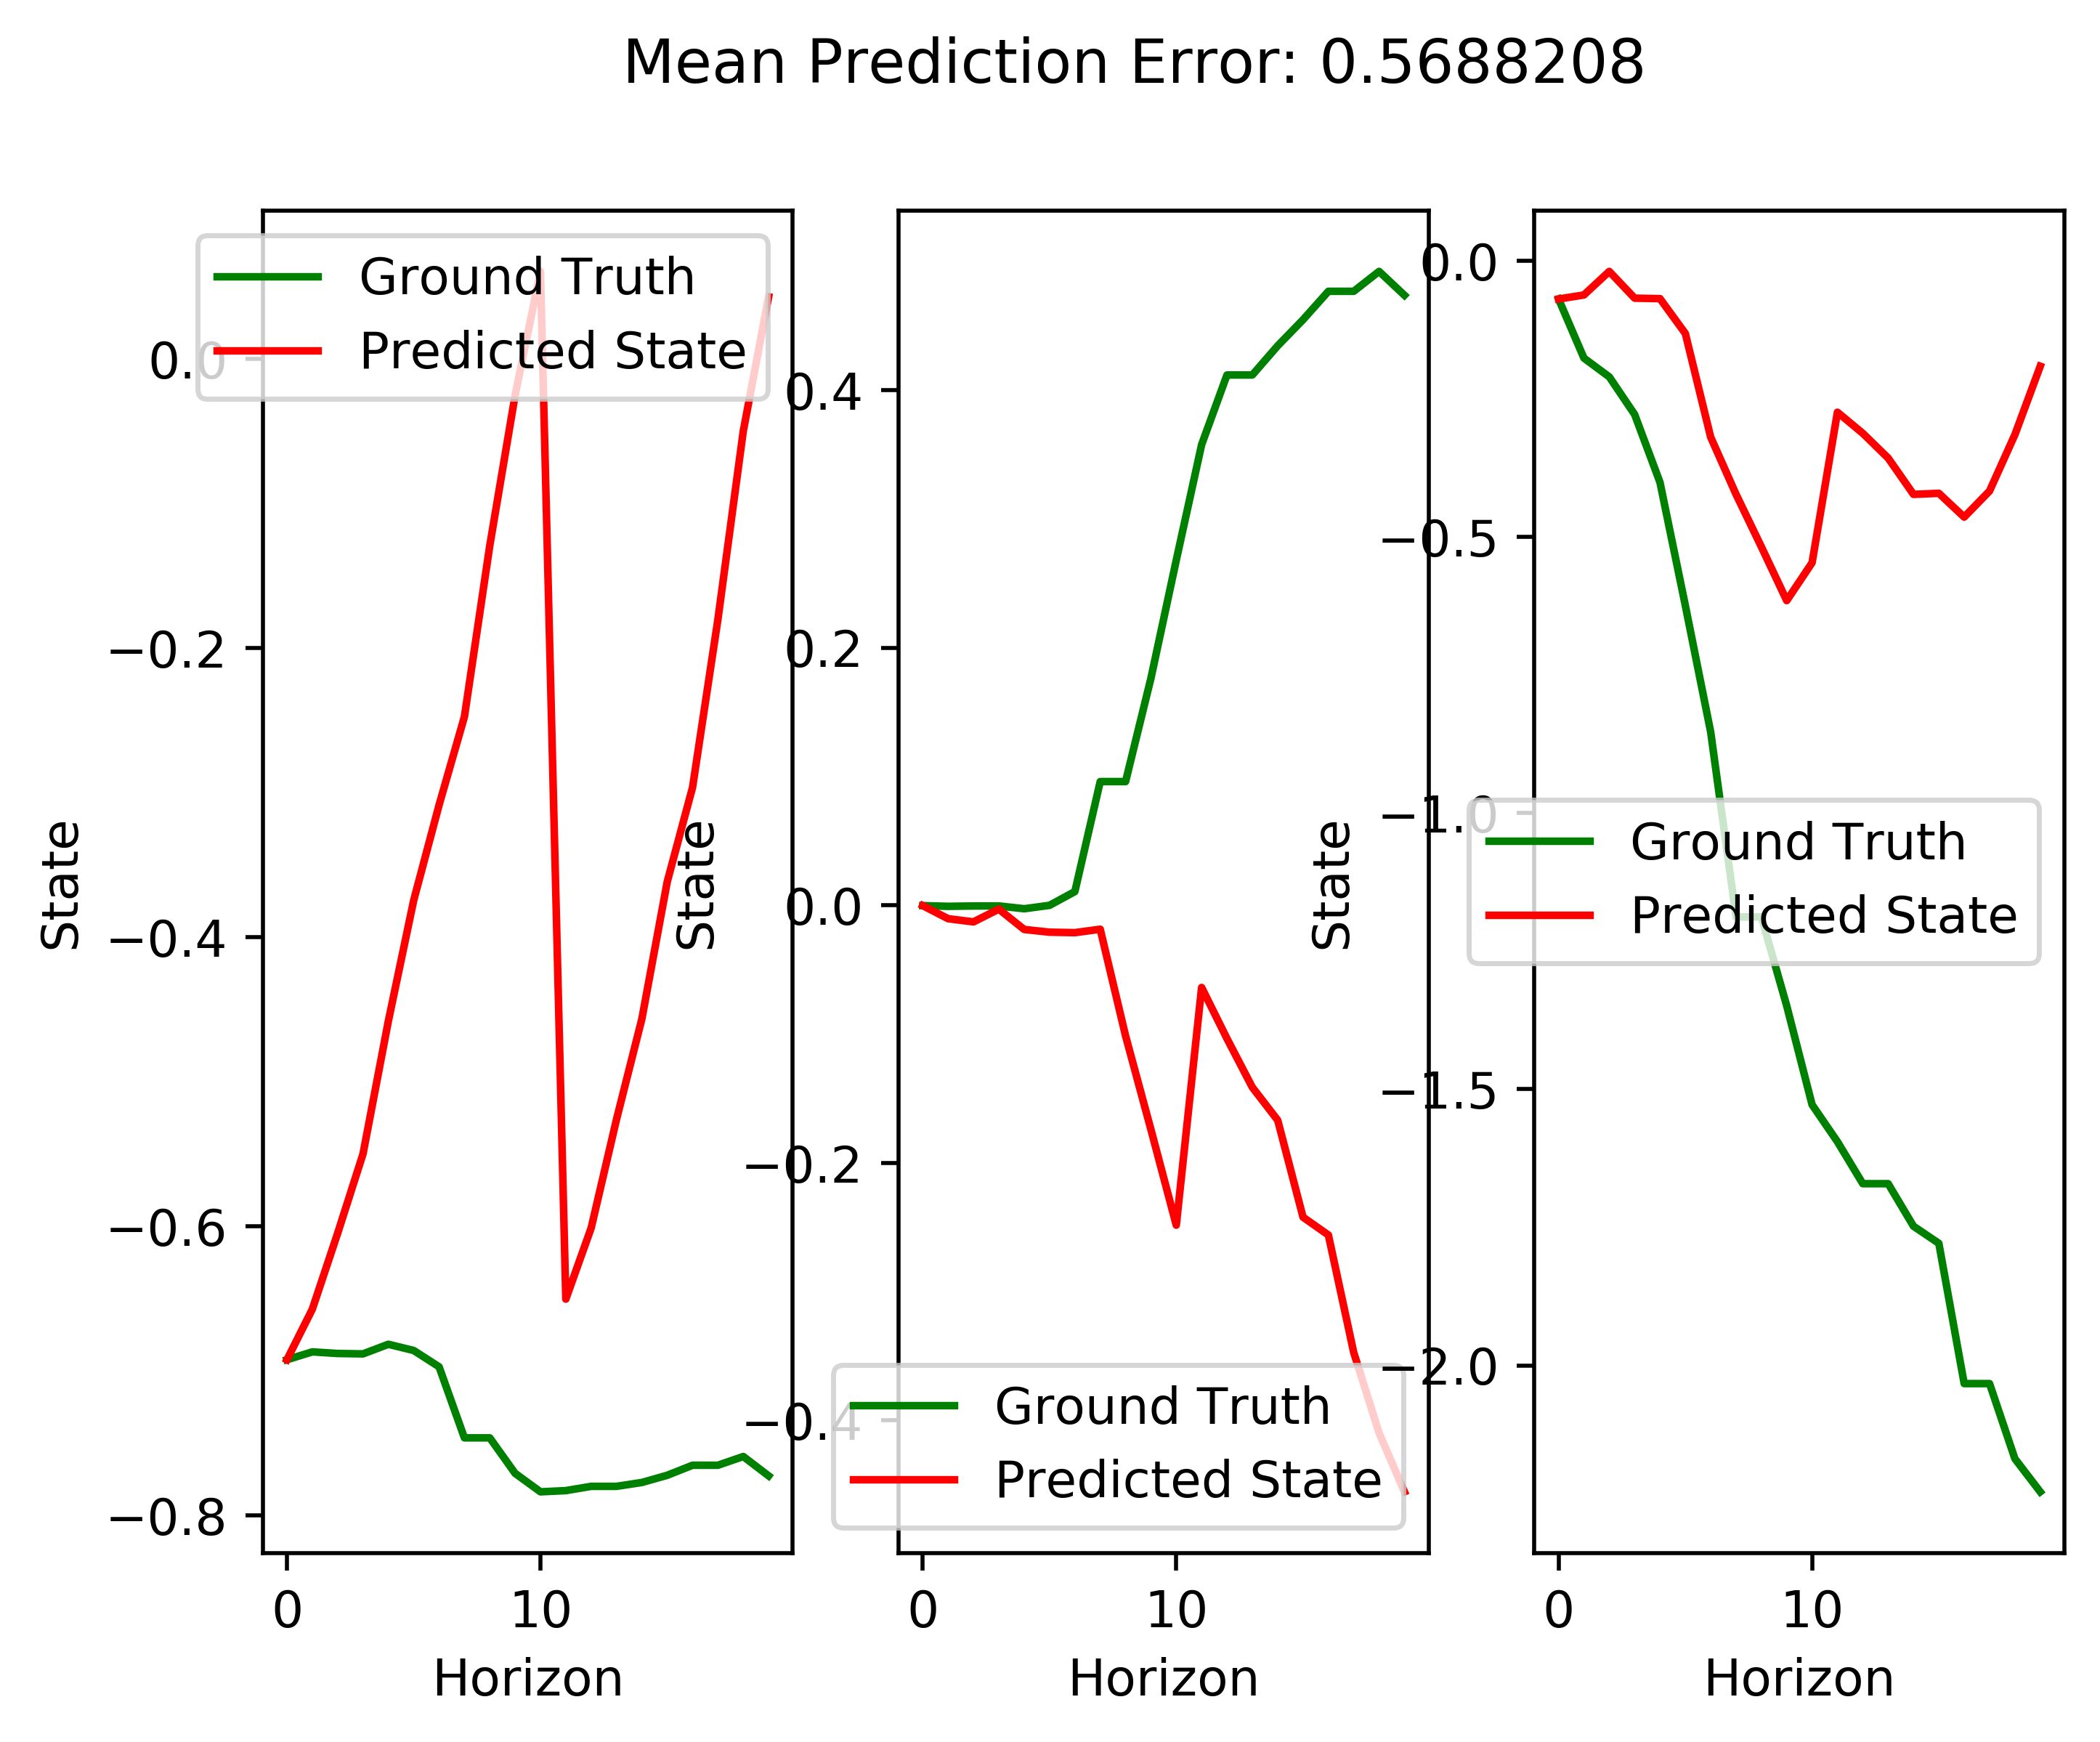 Mean Prediction Error: 0.5688208
Ground Truth
Predicted State
0.0
−0.2
−0.4
−0.6
−0.8
State
0
10
Horizon
0.4
0.2
0.0
−0.2
−0.4
State
Ground Truth
Predicted State
0
10
Horizon
0.0
−0.5
−1.0
−1.5
−2.0
State
Ground Truth
Predicted State
0
10
Horizon